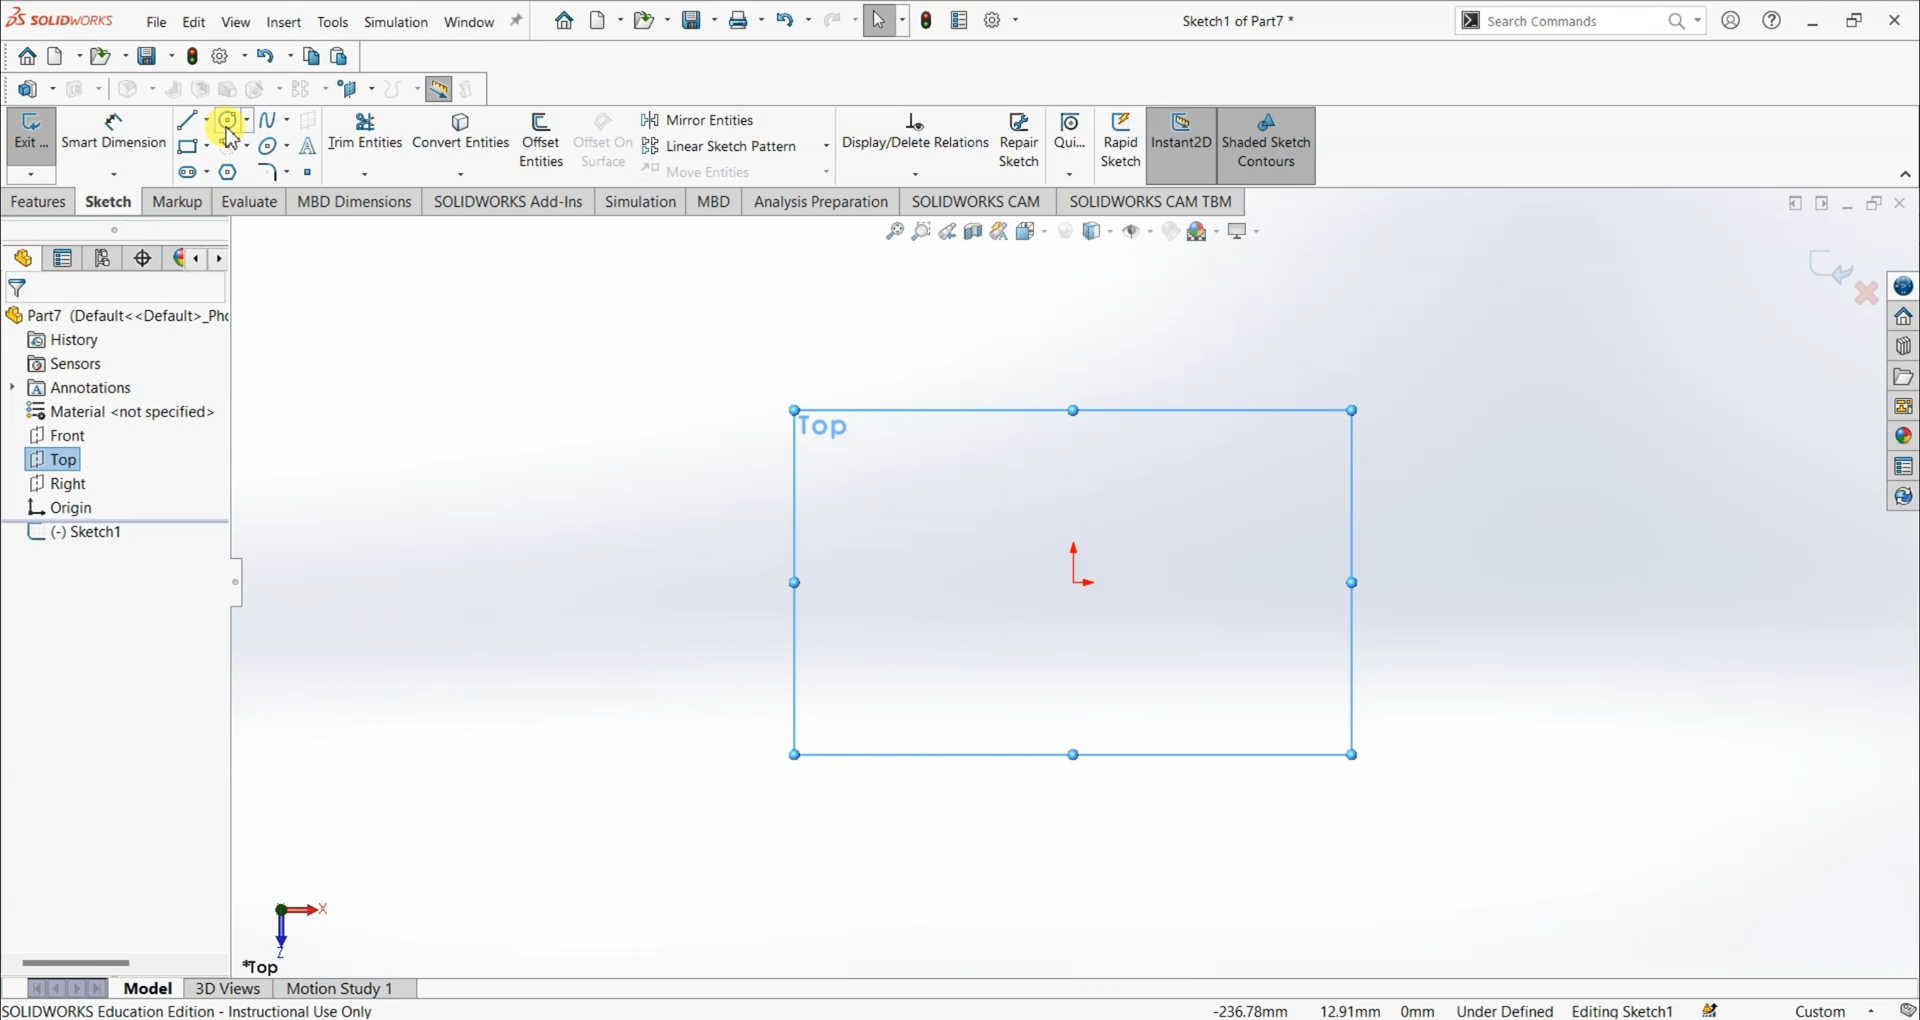 SOLIDWORKS File Edit View Insert Tools Simulation Window Sketch1 of Part7 * Search Commands
Exit ... Smart Dimension Trim Entities Convert Entities Offset Entities Offset On Surface Mirror Entities Linear Sketch Pattern Move Entities Display/Delete Relations Repair Sketch Qui... Rapid Sketch Instant2D Shaded Sketch Contours
Features Sketch Markup Evaluate MBD Dimensions SOLIDWORKS Add-Ins Simulation MBD Analysis Preparation SOLIDWORKS CAM SOLIDWORKS CAM TBM
Part7 (Default<<Default>_Pho
History
Sensors
Annotations
Material <not specified>
Front
Top
Right
Origin
(-) Sketch1
Top
X
Z
*Top
Model 3D Views Motion Study 1
SOLIDWORKS Education Edition - Instructional Use Only -236.78mm 12.91mm 0mm Under Defined Editing Sketch1 Custom